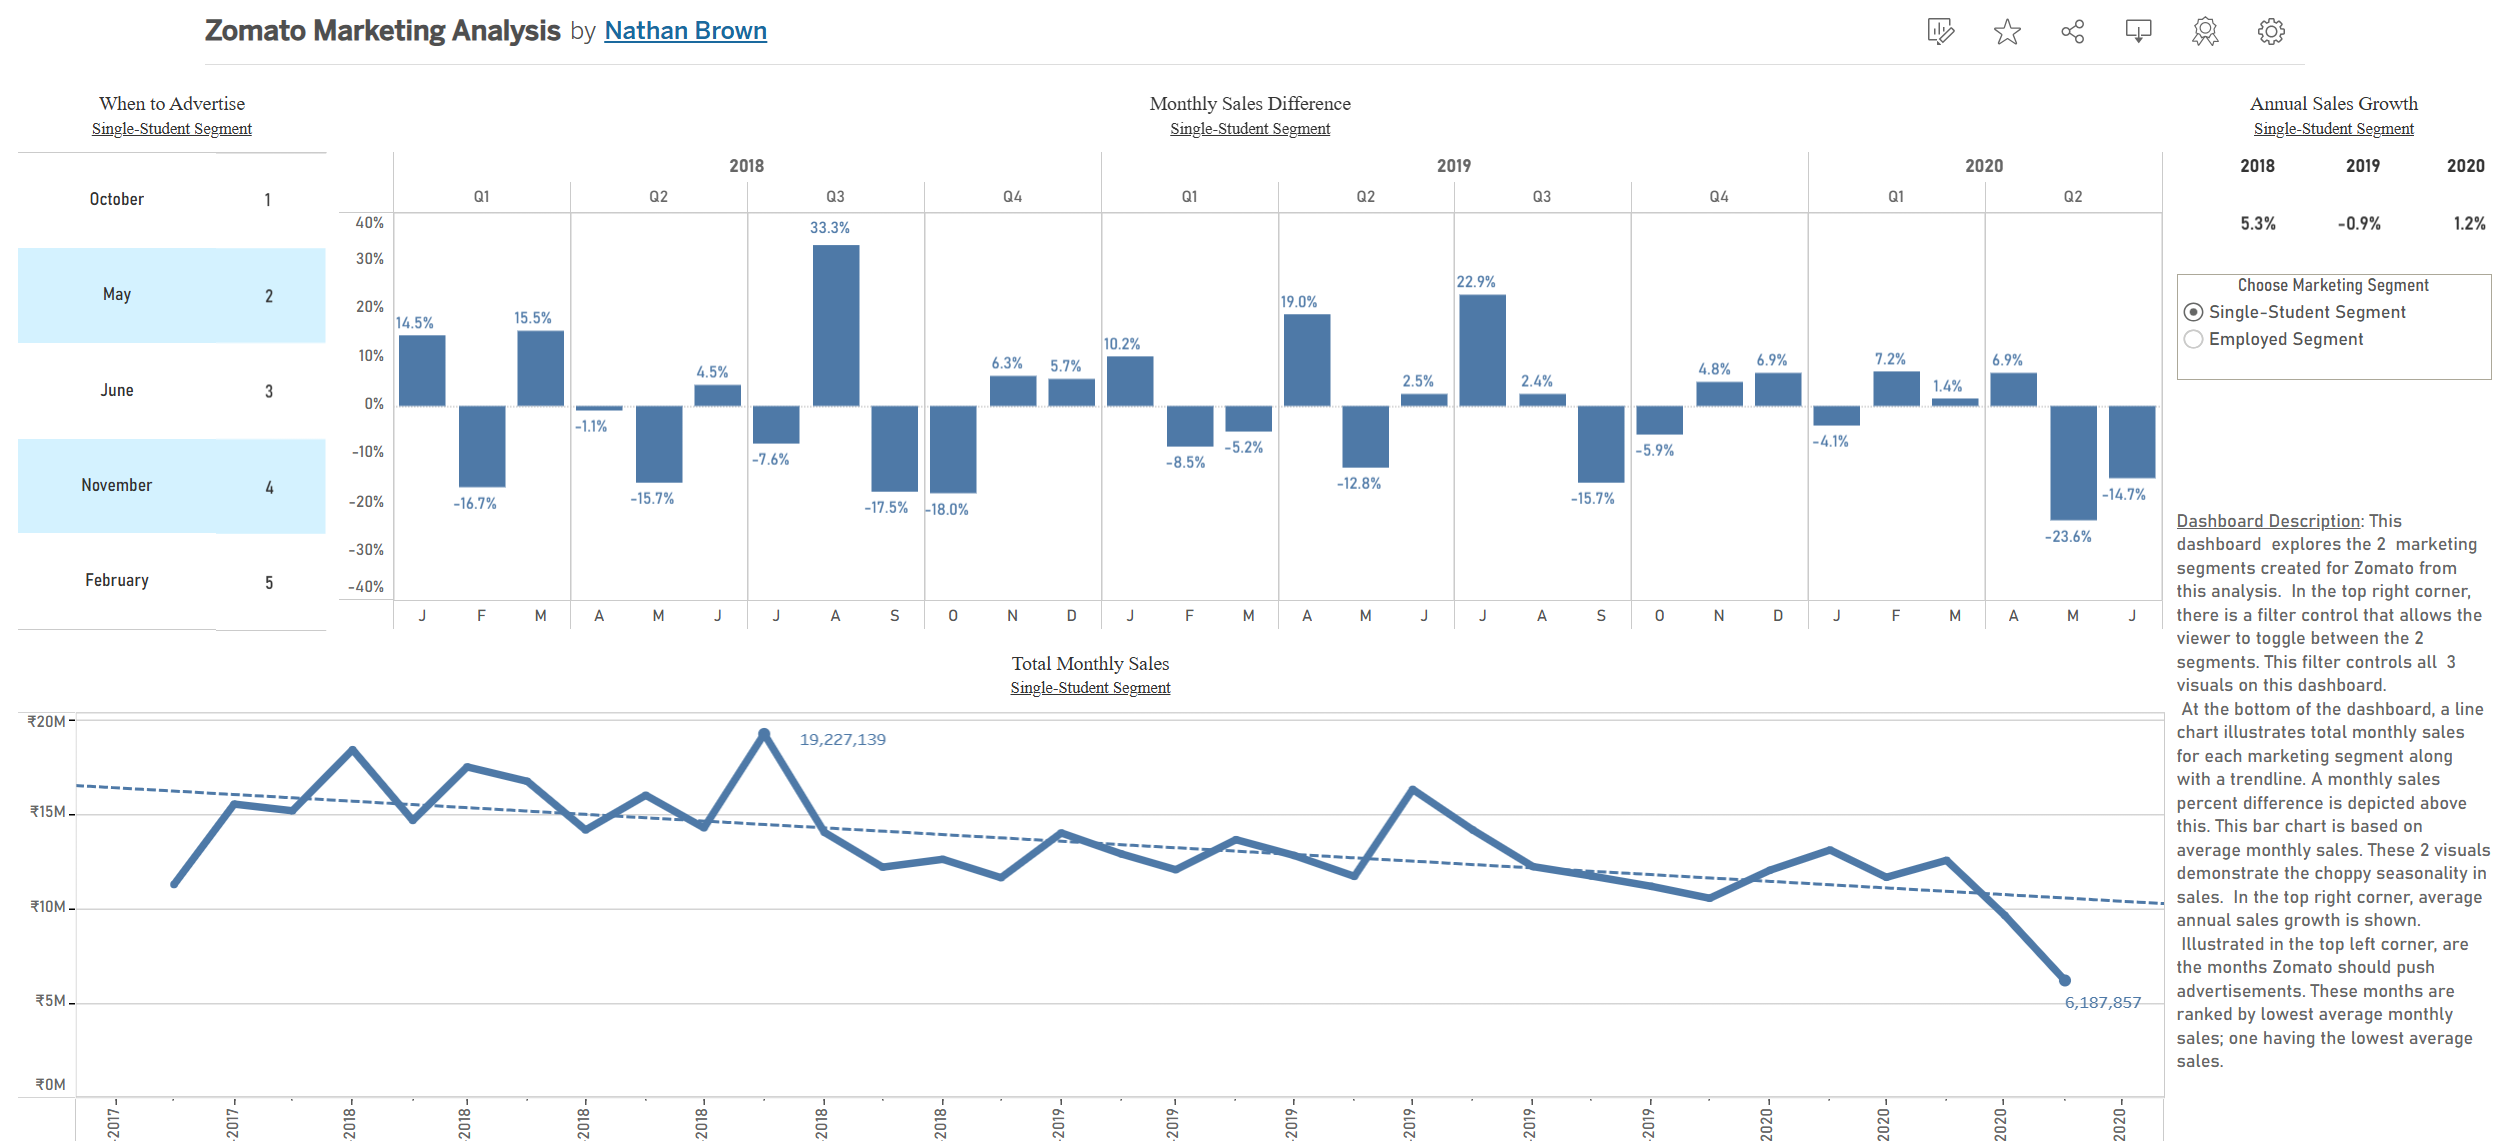 Zomato Marketing Analysis by Nathan Brown
When to Advertise
Single-Student Segment
October 1
May 2
June 3
November 4
February 5
Monthly Sales Difference
Single-Student Segment
2018 2019 2020
Q1 Q2 Q3 Q4 Q1 Q2 Q3 Q4 Q1 Q2
40%
30%
20%
10%
0%
-10%
-20%
-30%
-40%
14.5%
-16.7%
15.5%
-1.1%
-15.7%
4.5%
-7.6%
33.3%
-17.5%
-18.0%
6.3%
5.7%
10.2%
-8.5%
-5.2%
19.0%
-12.8%
2.5%
22.9%
2.4%
-15.7%
-5.9%
4.8%
6.9%
-4.1%
7.2%
1.4%
6.9%
-23.6%
-14.7%
J F M A M J J A S O N D J F M A M J J A S O N D J F M A M J
Annual Sales Growth
Single-Student Segment
2018 2019 2020
5.3% -0.9% 1.2%
Choose Marketing Segment
Single-Student Segment
Employed Segment
Dashboard Description: This
dashboard explores the 2 marketing
segments created for Zomato from
this analysis. In the top right corner,
there is a filter control that allows the
viewer to toggle between the 2
segments. This filter controls all 3
visuals on this dashboard.
At the bottom of the dashboard, a line
chart illustrates total monthly sales
for each marketing segment along
with a trendline. A monthly sales
percent difference is depicted above
this. This bar chart is based on
average monthly sales. These 2 visuals
demonstrate the choppy seasonality in
sales. In the top right corner, average
annual sales growth is shown.
Illustrated in the top left corner, are
the months Zomato should push
advertisements. These months are
ranked by lowest average monthly
sales; one having the lowest average
sales.
Total Monthly Sales
Single-Student Segment
₹20M
₹15M
₹10M
₹5M
₹0M
19,227,139
6,187,857
2017
2017
2018
2018
2018
2018
2018
2018
2019
2019
2019
2019
2019
2019
2020
2020
2020
2020